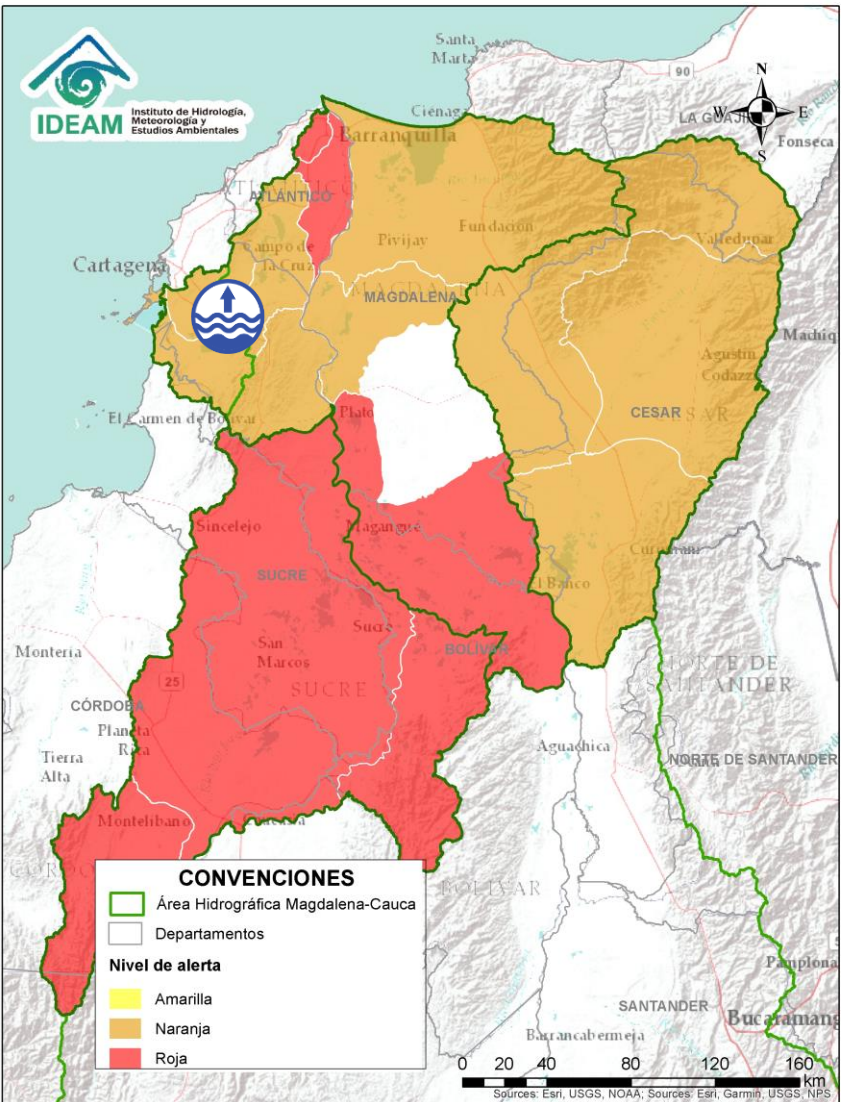 IDEAM
Instituto de Hidrología,
Meteorología y
Estudios Ambientales
Santa
Marta
90
N
W
E
S
Ciénaga
LA GUAJIRA
Fonseca
Barranquilla
ATLÁNTICO
Fundación
Valledupar
Campo de
la Cruz
Pivijay
Cartagena
MAGDALENA
MAGDALENA
Agustín
Codazzi
CESAR
CESAR
El Carmen de Bolívar
Plato
Sincelejo
Magangué
Curumaní
SUCRE
El Banco
Montería
San
Marcos
Sucre
BOLÍVAR
SUCRE
25
NORTE DE
SANTANDER
CÓRDOBA
Planeta
Rica
Tierra
Alta
Aguachica
NORTE DE SANTANDER
Montelíbano
BOLÍVAR
Pamplona
SANTANDER
Barrancabermeja
CONVENCIONES
Área Hidrográfica Magdalena-Cauca
Departamentos
Nivel de alerta
Amarilla
Naranja
Roja
0 20 40 80 120 160
km
Sources: Esri, USGS, NOAA; Sources: Esri, Garmin, USGS, NPS